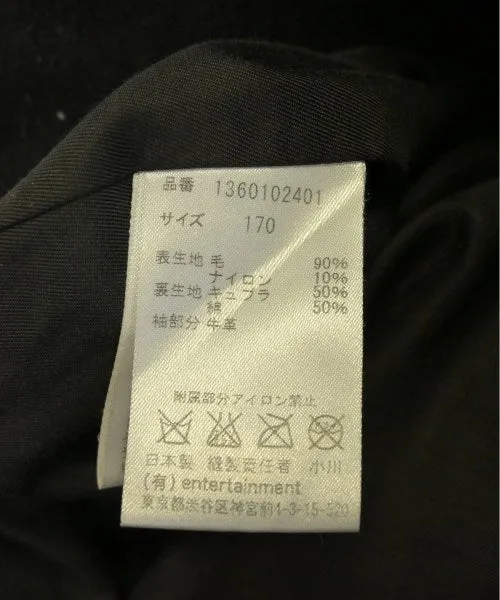 品番 1360102401
サイズ 170
表生地 毛 90%
ナイロン 10%
裏生地 キュプラ 50%
綿 50%
袖部分 牛革
附属部分アイロン禁止
日本製 縫製責任者 小川
(有) entertainment
東京都渋谷区神宮前4-3-15-320